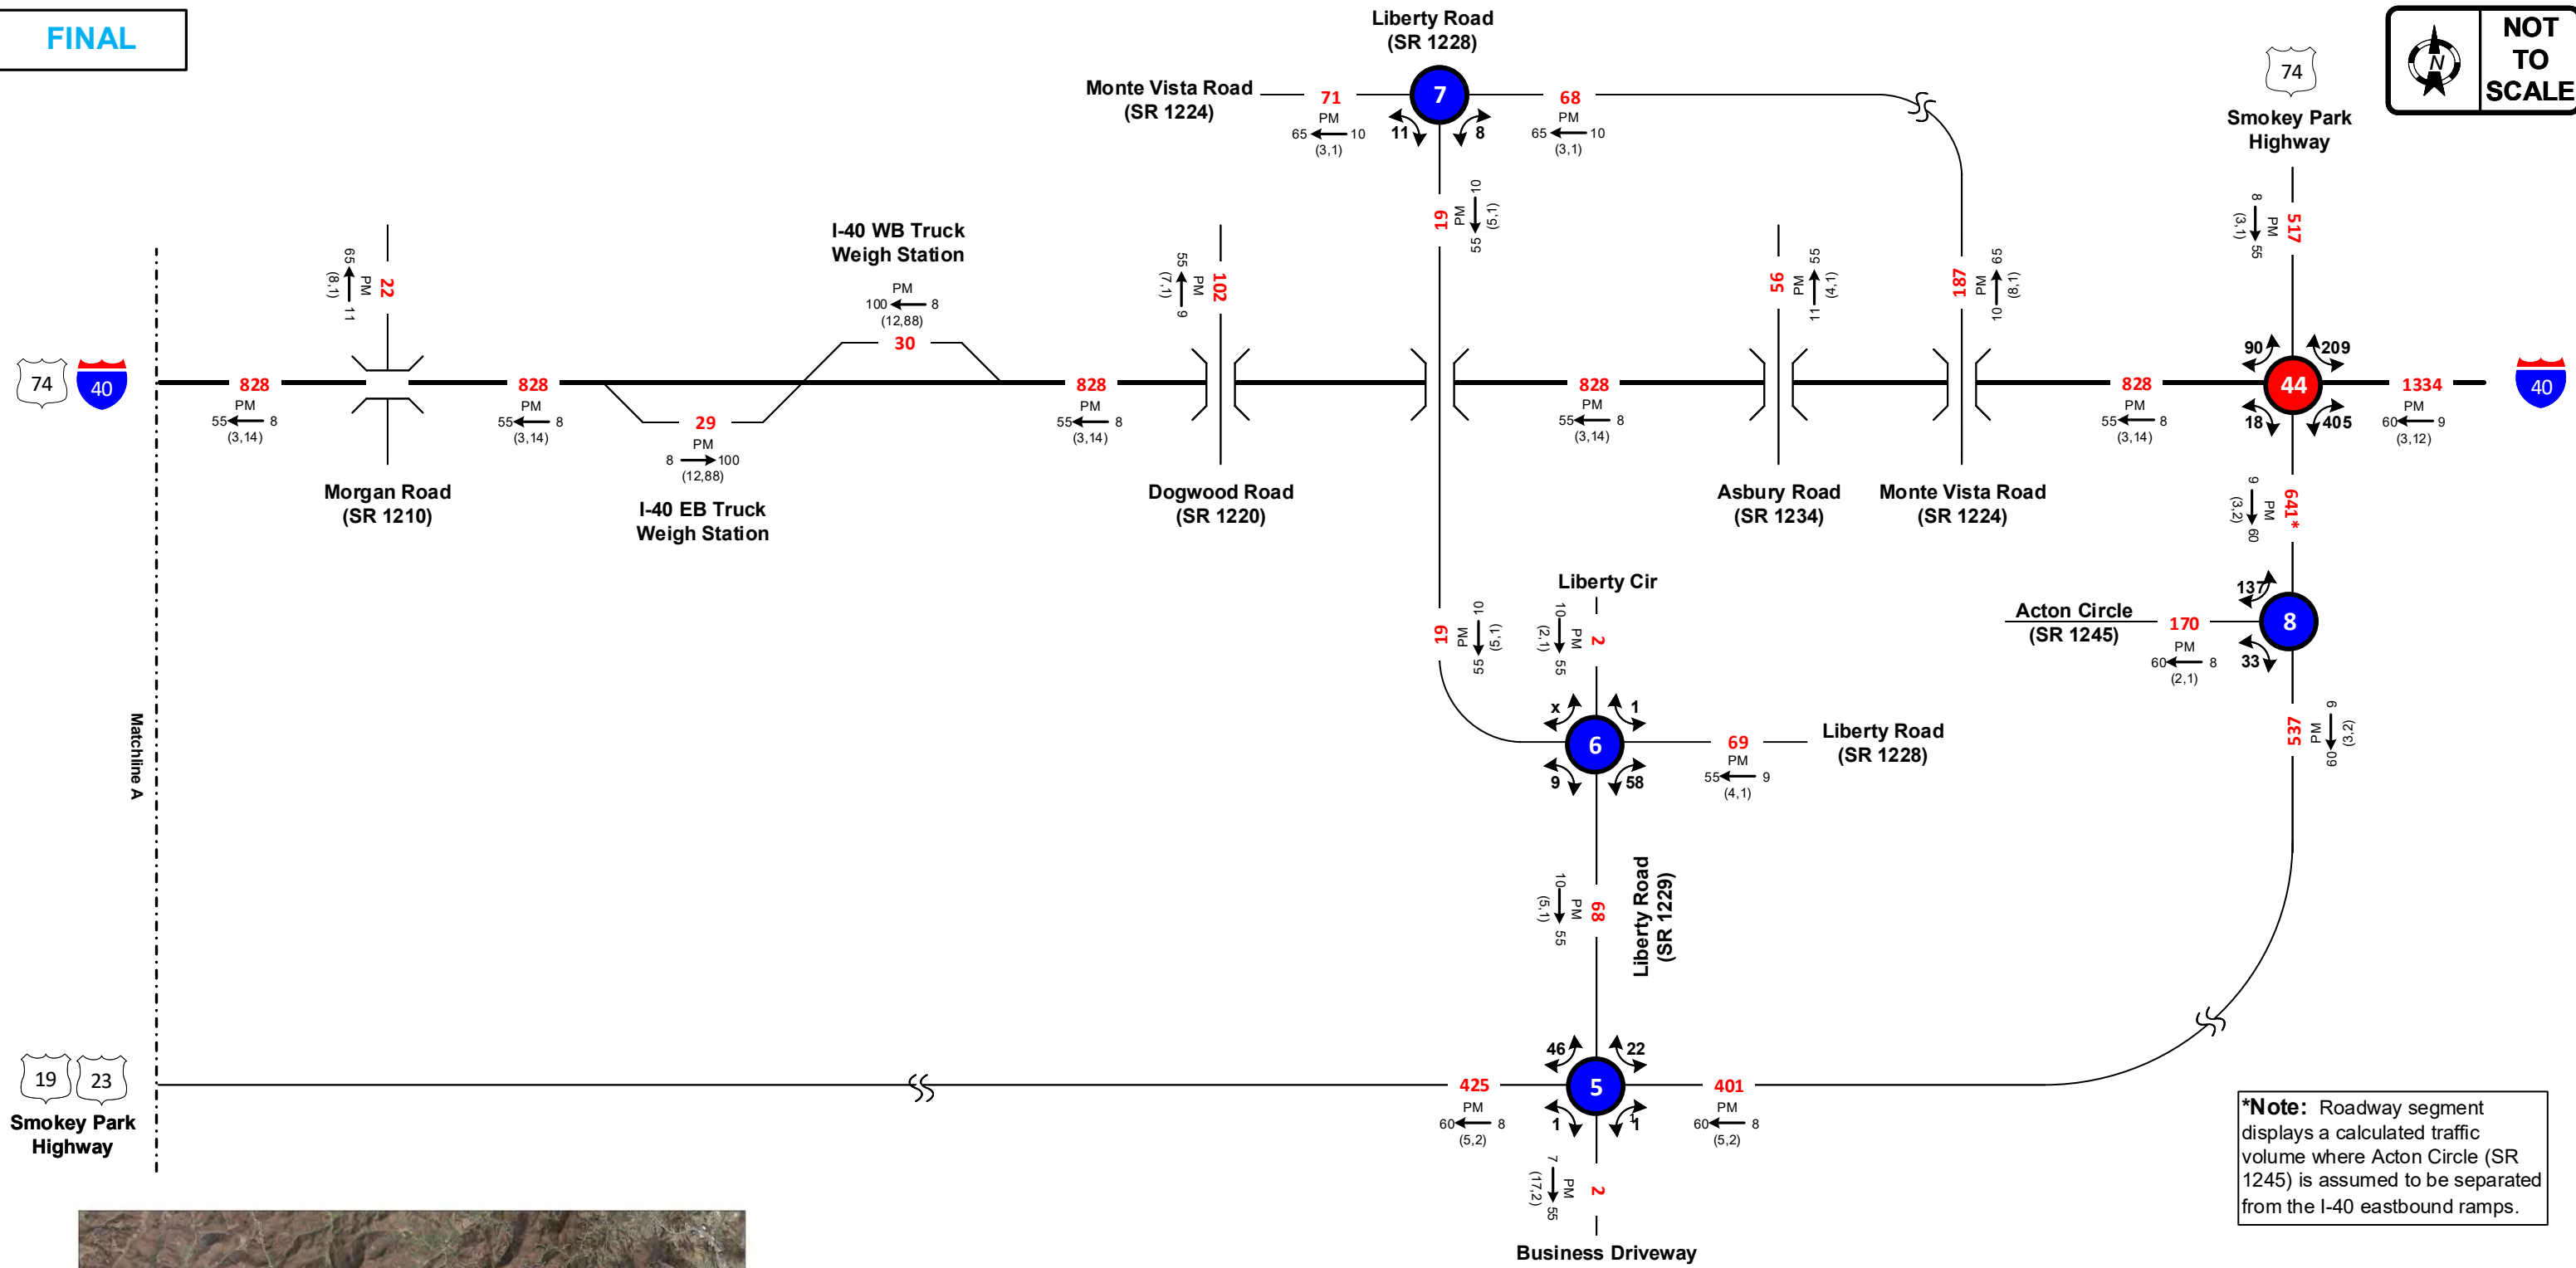 FINAL
Liberty Road
(SR 1228)
NOT
TO
SCALE
N
74
Smokey Park
Highway
Monte Vista Road
(SR 1224)
71
PM
65 10
(3,1)
7
11
8
68
PM
65 10
(3,1)
19
PM
10 55
(5,1)
8 55
(3,1)
PM
517
I-40 WB Truck
Weigh Station
PM
100 8
(12,88)
30
65 11
(8,1)
PM
22
55 9
(7,1)
PM
102
56
PM
11 55
(4,1)
187
PM
10 65
(8,1)
74
40
828
PM
55 8
(3,14)
828
PM
55 8
(3,14)
29
PM
8 100
(12,88)
828
PM
55 8
(3,14)
828
PM
55 8
(3,14)
828
PM
55 8
(3,14)
90
209
44
18
405
1334
PM
60 9
(3,12)
40
Morgan Road
(SR 1210)
I-40 EB Truck
Weigh Station
Dogwood Road
(SR 1220)
Asbury Road
(SR 1234)
Monte Vista Road
(SR 1224)
9 60
(3,2)
PM
641*
Liberty Cir
19
PM
10 55
(5,1)
10 55
(2,1)
PM
2
Acton Circle
(SR 1245)
170
PM
60 8
(2,1)
137
8
33
x
1
6
9
58
69
PM
55 9
(4,1)
Liberty Road
(SR 1228)
537
PM
9 60
(3,2)
Matchline A
10 55
(5,1)
PM
68
Liberty Road
(SR 1229)
19
23
Smokey Park
Highway
425
PM
60 8
(5,2)
46
22
5
1
1
1
401
PM
60 8
(5,2)
7 55
(17,2)
PM
2
Business Driveway
*Note: Roadway segment
displays a calculated traffic
volume where Acton Circle (SR
1245) is assumed to be separated
from the I-40 eastbound ramps.